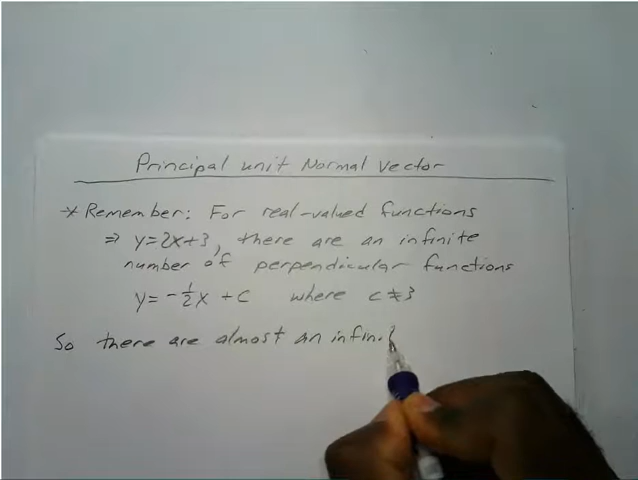 Principal unit Normal Vector
* Remember: For real-valued functions
⇒ y=2x+3, there are an infinite
number of perpendicular functions
y= -1/2x + c where c≠3
So there are almost an infini